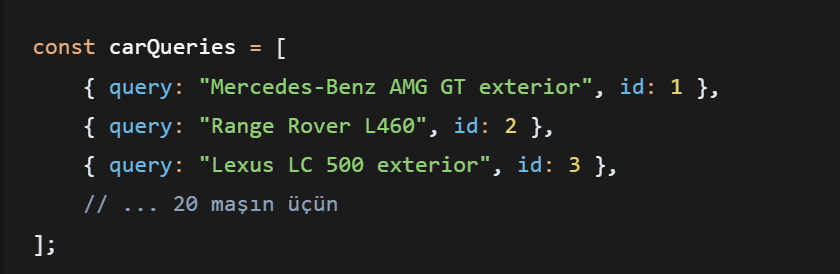 const carQueries = [
{ query: "Mercedes-Benz AMG GT exterior", id: 1 },
{ query: "Range Rover L460", id: 2 },
{ query: "Lexus LC 500 exterior", id: 3 },
// ... 20 maşın üçün
];